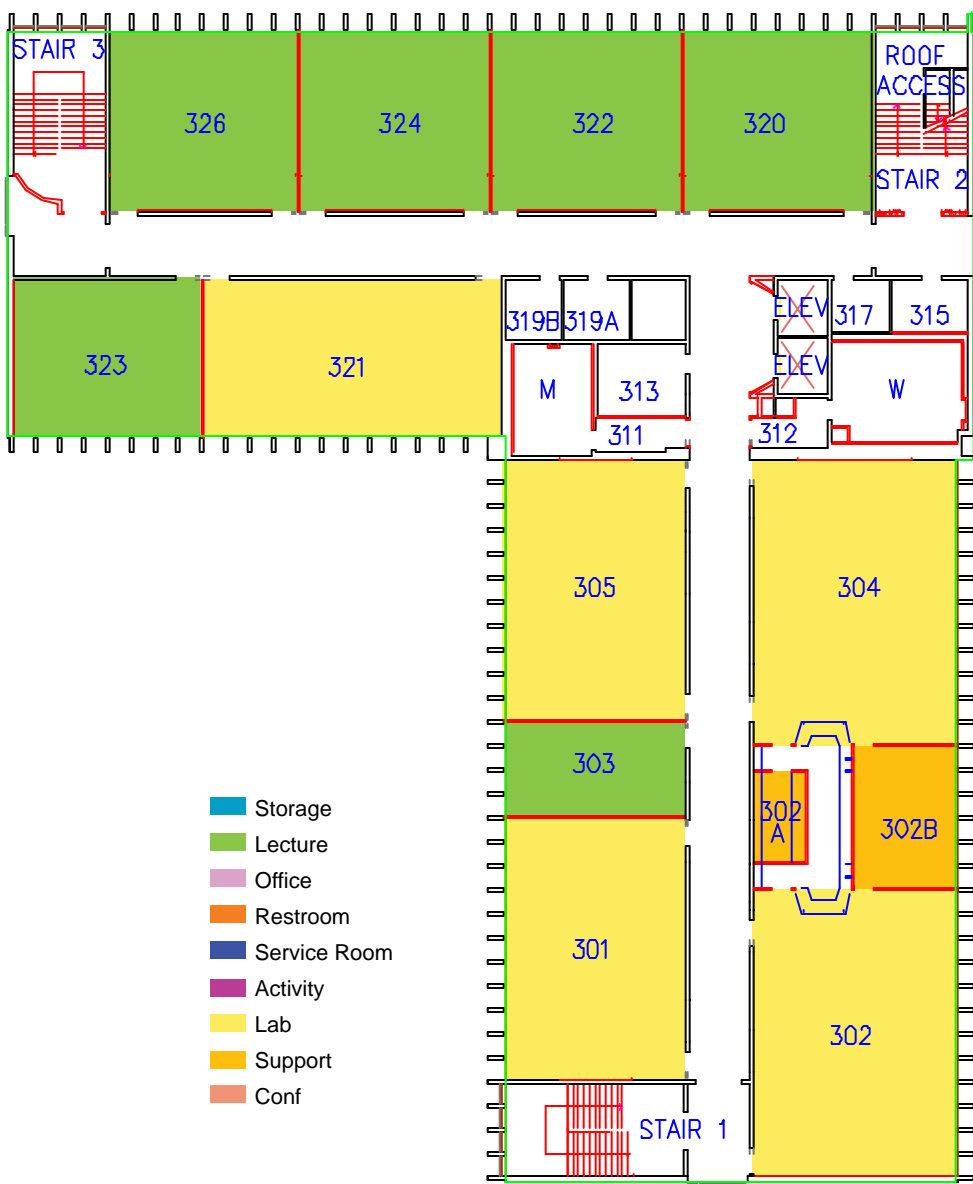 STAIR 3
ROOF
ACCESS
326
324
322
320
STAIR 2
ELEV
319B
319A
317
315
323
321
ELEV
M
313
W
311
312
305
304
303
302
A
302B
301
302
STAIR 1
Storage
Lecture
Office
Restroom
Service Room
Activity
Lab
Support
Conf